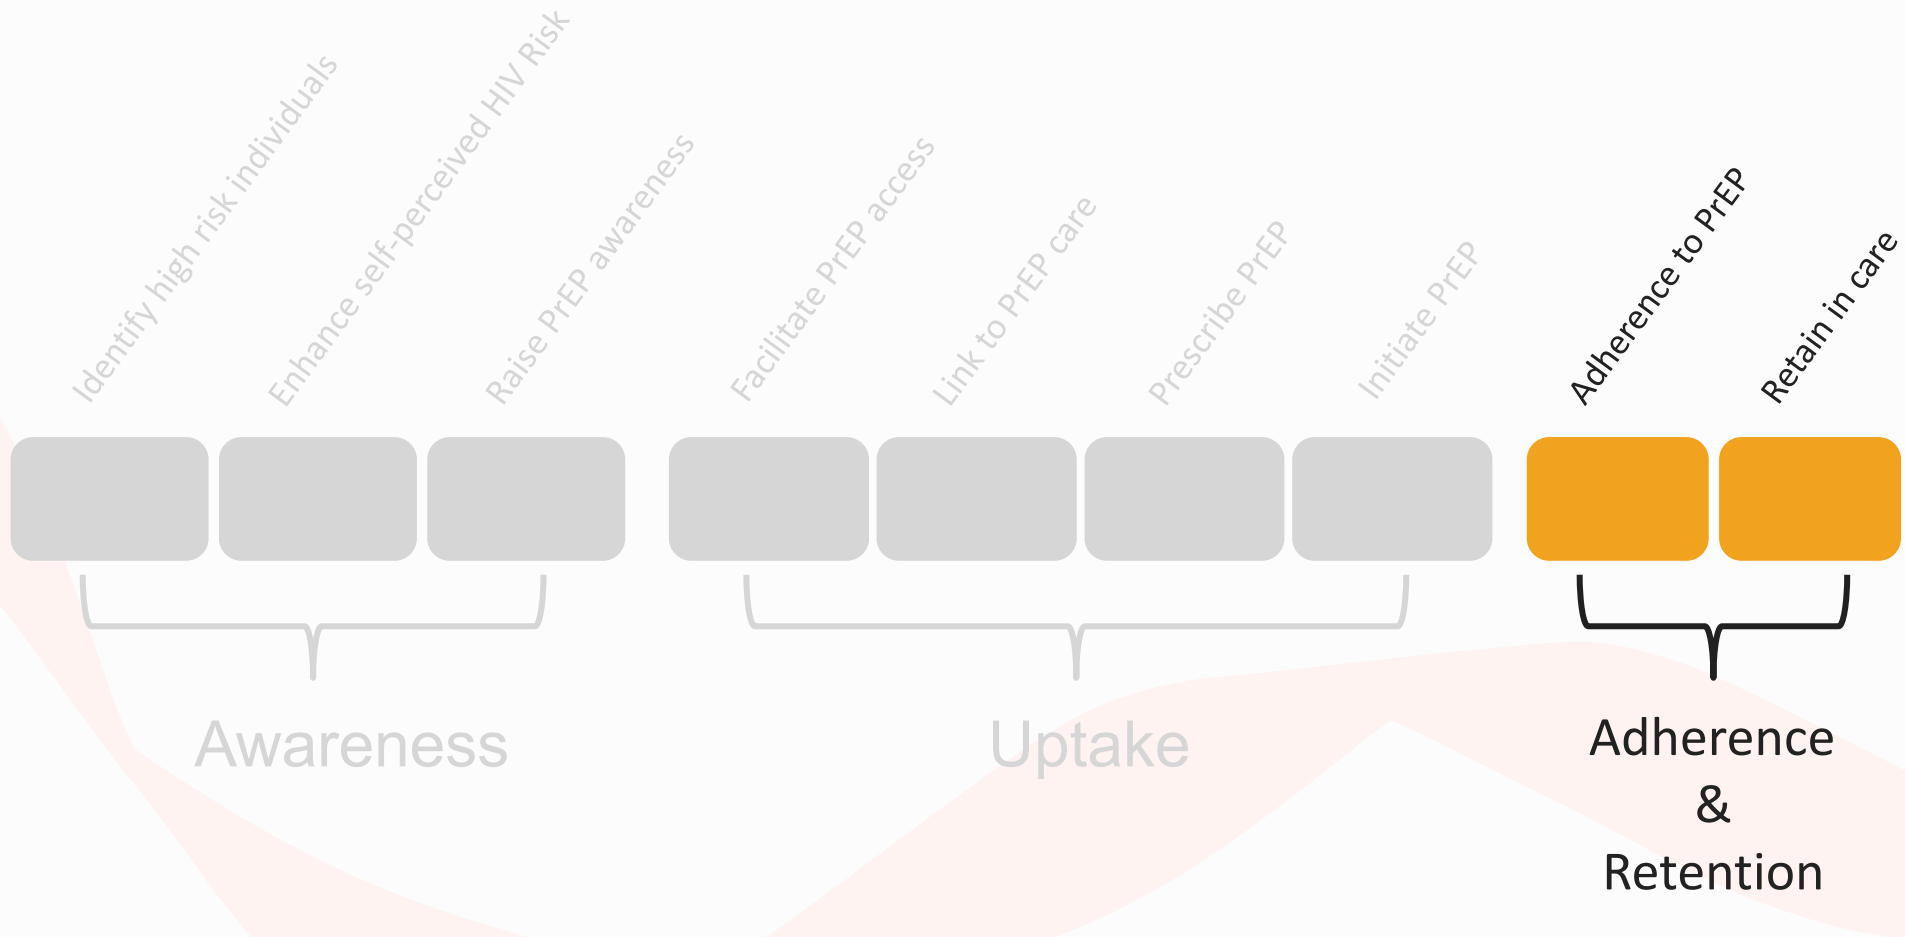 Identify high risk individuals
Enhance self-perceived HIV Risk
Raise PrEP awareness
Facilitate PrEP access
Link to PrEP care
Prescribe PrEP
Initiate PrEP
Adherence to PrEP
Retain in care
Awareness
Uptake
Adherence
&
Retention